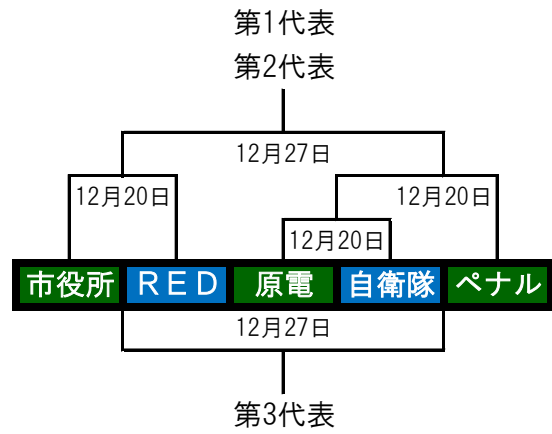 第1代表
第2代表
12月27日
12月20日
12月20日
12月20日
市役所
ＲＥＤ
原電
自衛隊
ペナル
12月27日
第3代表